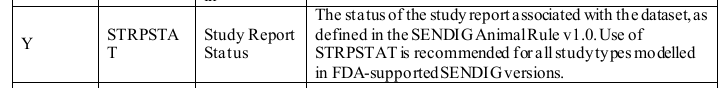 Y
STRPSTA
T
Study Report
Status
The status of the study report associated with the dataset, as
defined in the SENDIG Animal Rule v1.0. Use of
STRPSTAT is recommended for all study types modelled
in FDA-supported SENDIG versions.